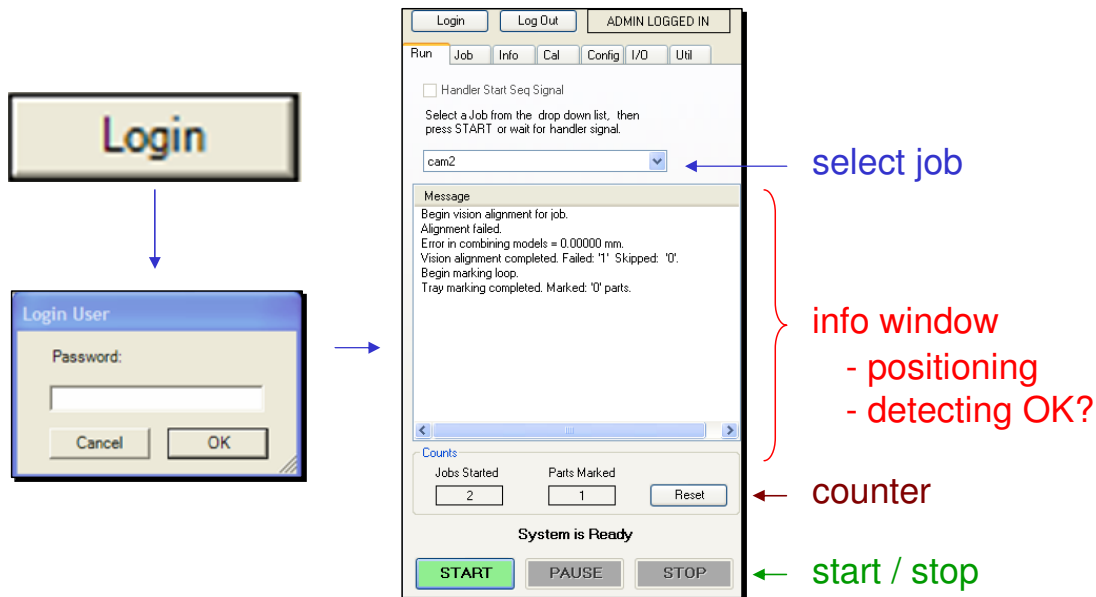 Login
Login User
Password:
Cancel OK
Login Log Out ADMIN LOGGED IN
Run Job Info Cal Config I/O Util
Handler Start Seq Signal
Select a Job from the drop down list, then
press START or wait for handler signal.
cam2
select job
Message
Begin vision alignment for job.
Alignment failed.
Error in combining models = 0.00000 mm.
Vision alignment completed. Failed: '1' Skipped: '0'.
Begin marking loop.
Tray marking completed. Marked: '0' parts.
info window
- positioning
- detecting OK?
Counts
Jobs Started Parts Marked
2 1 Reset
counter
System is Ready
START PAUSE STOP
start / stop